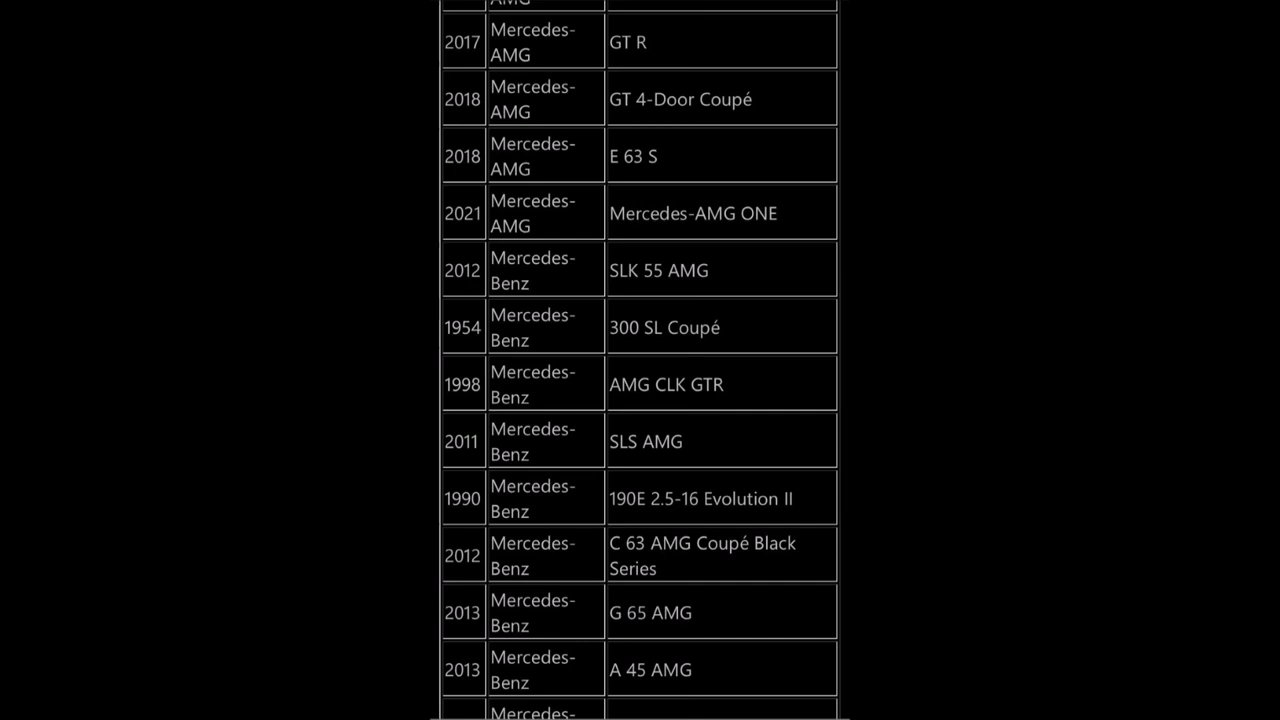 AMG
2017 Mercedes-
AMG GT R
2018 Mercedes-
AMG GT 4-Door Coupé
2018 Mercedes-
AMG E 63 S
2021 Mercedes-
AMG Mercedes-AMG ONE
2012 Mercedes-
Benz SLK 55 AMG
1954 Mercedes-
Benz 300 SL Coupé
1998 Mercedes-
Benz AMG CLK GTR
2011 Mercedes-
Benz SLS AMG
1990 Mercedes-
Benz 190E 2.5-16 Evolution II
2012 Mercedes-
Benz C 63 AMG Coupé Black
Series
2013 Mercedes-
Benz G 65 AMG
2013 Mercedes-
Benz A 45 AMG
Mercedes-